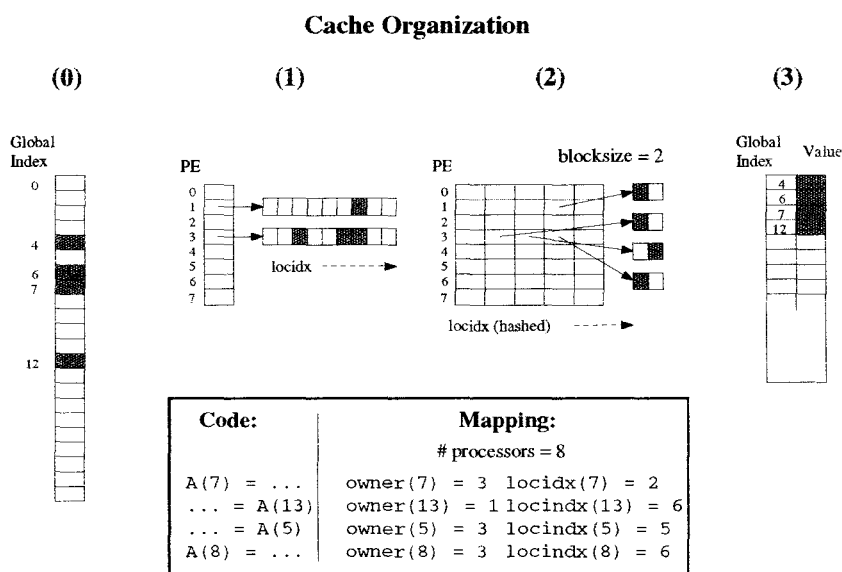 Cache Organization
(0)
(1)
(2)
(3)
Global
Index
0
4
6
7
12
PE
0
1
2
3
4
5
6
7
locidx
PE
blocksize = 2
0
1
2
3
4
5
6
7
locidx (hashed)
Global
Index
Value
4
6
7
12
Code:
Mapping:
# processors = 8
A(7) = ... owner(7) = 3 locidx(7) = 2
... = A(13) owner(13) = 1 locindx(13) = 6
... = A(5) owner(5) = 3 locindx(5) = 5
A(8) = ... owner(8) = 3 locindx(8) = 6